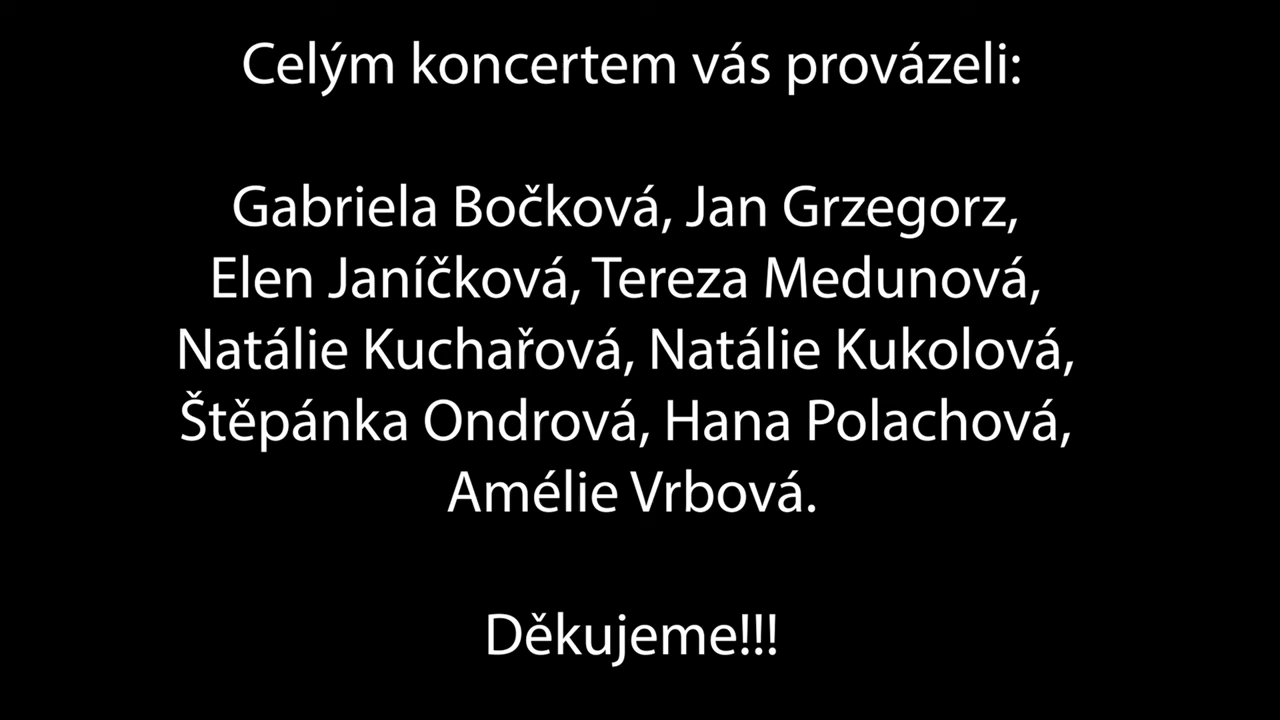 Celým koncertem vás provázeli:
Gabriela Bočková, Jan Grzegorz,
Elen Janíčková, Tereza Medunová,
Natálie Kuchařová, Natálie Kukolová,
Štěpánka Ondrová, Hana Polachová,
Amélie Vrbová.
Děkujeme!!!